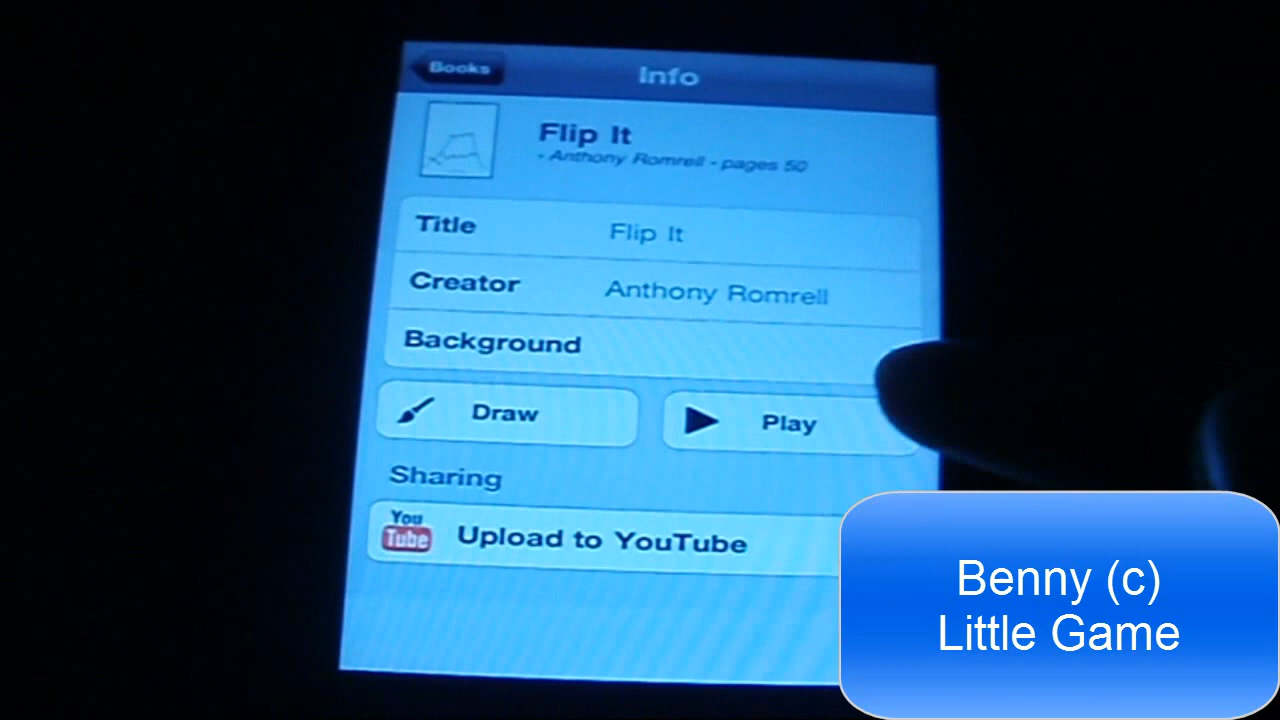 Books
Info
Flip It
- Anthony Romrell - pages 50
Title Flip It
Creator Anthony Romrell
Background
Draw
Play
Sharing
You
Tube
Upload to YouTube
Benny (c)
Little Game